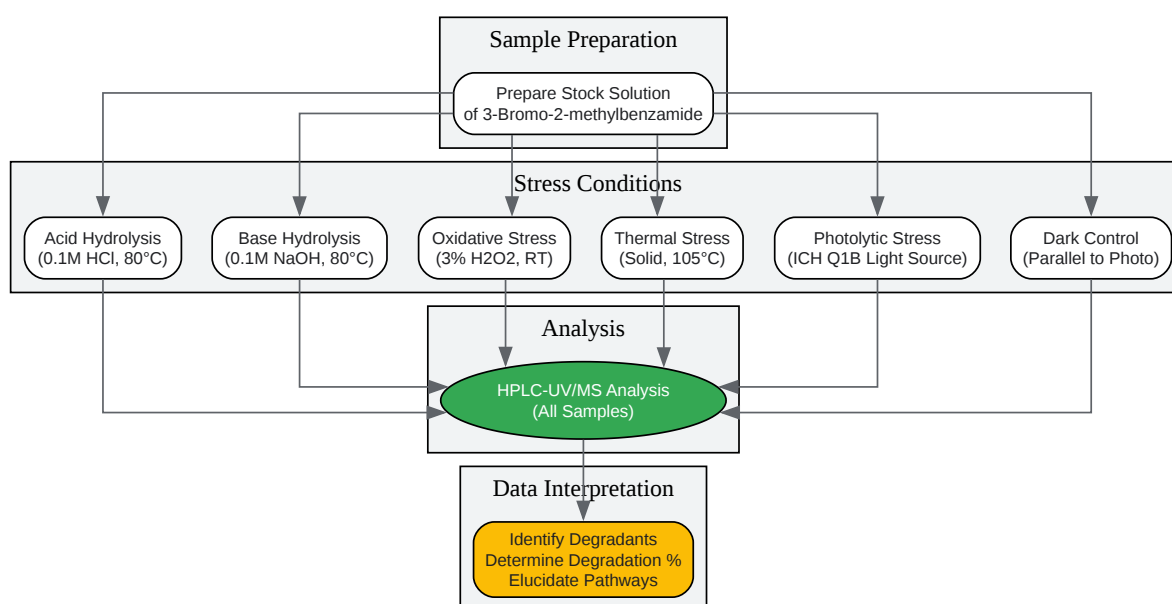 Sample Preparation
Prepare Stock Solution
of 3-Bromo-2-methylbenzamide
Stress Conditions
Acid Hydrolysis
(0.1M HCl, 80°C)
Base Hydrolysis
(0.1M NaOH, 80°C)
Oxidative Stress
(3% H2O2, RT)
Thermal Stress
(Solid, 105°C)
Photolytic Stress
(ICH Q1B Light Source)
Dark Control
(Parallel to Photo)
Analysis
HPLC-UV/MS Analysis
(All Samples)
Data Interpretation
Identify Degradants
Determine Degradation %
Elucidate Pathways